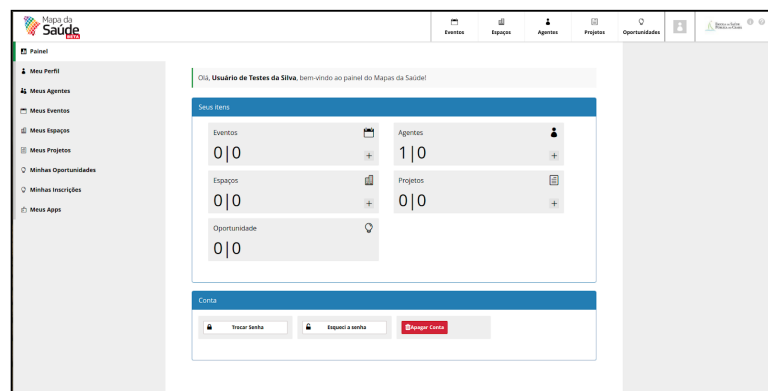 Mapa da
Saúde
BETA
Eventos
Espaços
Agentes
Projetos
Oportunidades
Painel
Meu Perfil
Meus Agentes
Meus Eventos
Meus Espaços
Meus Projetos
Minhas Oportunidades
Minhas Inscrições
Meus Apps
Olá, Usuário de Testes da Silva, bem-vindo ao painel do Mapas da Saúde!
Seus itens
Eventos
0|0
+
Agentes
1|0
+
Espaços
0|0
+
Projetos
0|0
+
Oportunidade
0|0
Conta
Trocar Senha
Esqueci a senha
Apagar Conta